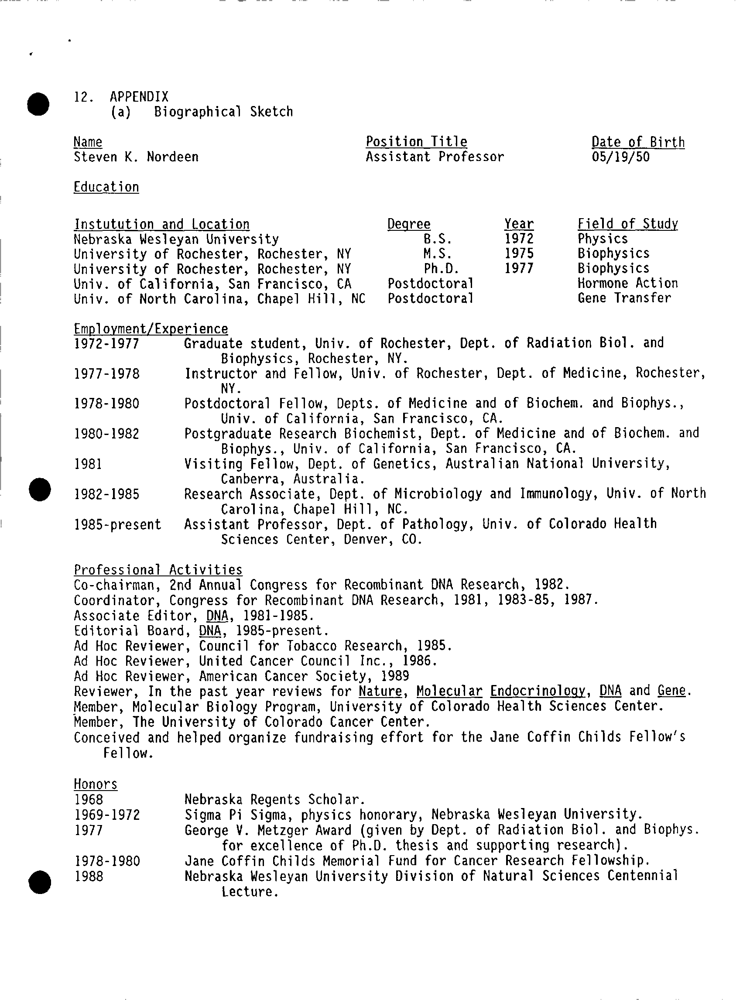 12. APPENDIX
(a) Biographical Sketch
Name Position Title Date of Birth
Steven K. Nordeen Assistant Professor 05/19/50
Education
Instutution and Location Degree Year Field of Study
Nebraska Wesleyan University B.S. 1972 Physics
University of Rochester, Rochester, NY M.S. 1975 Biophysics
University of Rochester, Rochester, NY Ph.D. 1977 Biophysics
Univ. of California, San Francisco, CA Postdoctoral Hormone Action
Univ. of North Carolina, Chapel Hill, NC Postdoctoral Gene Transfer
Employment/Experience
1972-1977 Graduate student, Univ. of Rochester, Dept. of Radiation Biol. and
Biophysics, Rochester, NY.
1977-1978 Instructor and Fellow, Univ. of Rochester, Dept. of Medicine, Rochester,
NY.
1978-1980 Postdoctoral Fellow, Depts. of Medicine and of Biochem. and Biophys.,
Univ. of California, San Francisco, CA.
1980-1982 Postgraduate Research Biochemist, Dept. of Medicine and of Biochem. and
Biophys., Univ. of California, San Francisco, CA.
1981 Visiting Fellow, Dept. of Genetics, Australian National University,
Canberra, Australia.
1982-1985 Research Associate, Dept. of Microbiology and Immunology, Univ. of North
Carolina, Chapel Hill, NC.
1985-present Assistant Professor, Dept. of Pathology, Univ. of Colorado Health
Sciences Center, Denver, CO.
Professional Activities
Co-chairman, 2nd Annual Congress for Recombinant DNA Research, 1982.
Coordinator, Congress for Recombinant DNA Research, 1981, 1983-85, 1987.
Associate Editor, DNA, 1981-1985.
Editorial Board, DNA, 1985-present.
Ad Hoc Reviewer, Council for Tobacco Research, 1985.
Ad Hoc Reviewer, United Cancer Council Inc., 1986.
Ad Hoc Reviewer, American Cancer Society, 1989
Reviewer, In the past year reviews for Nature, Molecular Endocrinology, DNA and Gene.
Member, Molecular Biology Program, University of Colorado Health Sciences Center.
Member, The University of Colorado Cancer Center.
Conceived and helped organize fundraising effort for the Jane Coffin Childs Fellow's
Fellow.
Honors
1968 Nebraska Regents Scholar.
1969-1972 Sigma Pi Sigma, physics honorary, Nebraska Wesleyan University.
1977 George V. Metzger Award (given by Dept. of Radiation Biol. and Biophys.
for excellence of Ph.D. thesis and supporting research).
1978-1980 Jane Coffin Childs Memorial Fund for Cancer Research Fellowship.
1988 Nebraska Wesleyan University Division of Natural Sciences Centennial
Lecture.